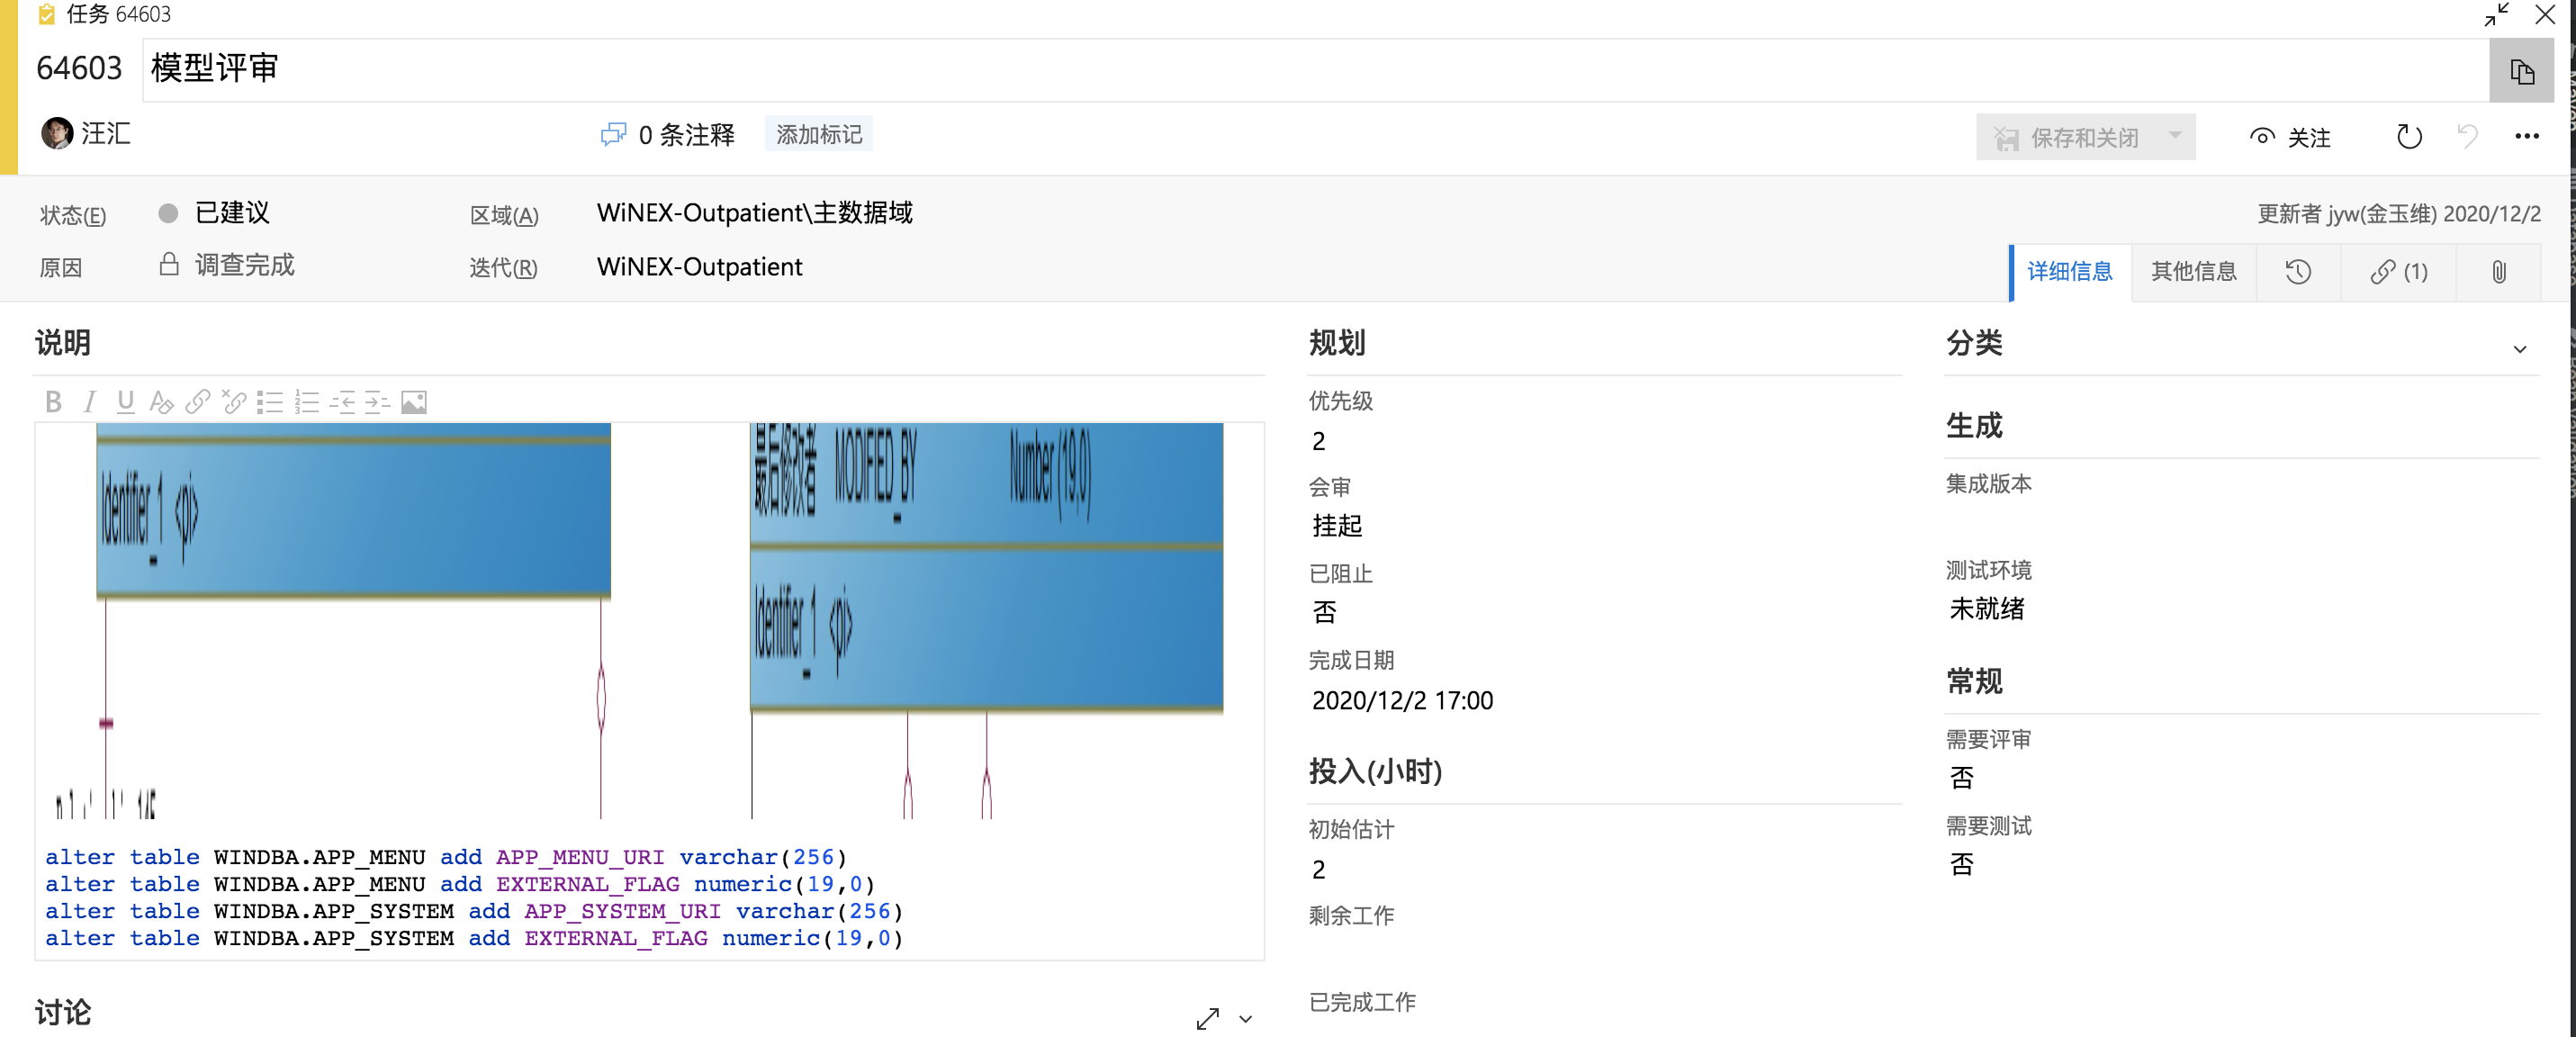 任务 64603
64603 模型评审
汪汇 0 条注释 添加标记 保存和关闭 关注
状态(E) 已建议 区域(A) WiNEX-Outpatient\主数据域 更新者 jyw(金玉维) 2020/12/2
原因 调查完成 迭代(R) WiNEX-Outpatient
详细信息 其他信息 (1)
说明
Identifier_1 <pi>
最后修改者 MODIFIED_BY Number (19,0)
Identifier_1 <pi>
alter table WINDBA.APP_MENU add APP_MENU_URI varchar(256)
alter table WINDBA.APP_MENU add EXTERNAL_FLAG numeric(19,0)
alter table WINDBA.APP_SYSTEM add APP_SYSTEM_URI varchar(256)
alter table WINDBA.APP_SYSTEM add EXTERNAL_FLAG numeric(19,0)
讨论
规划
优先级
2
会审
挂起
已阻止
否
完成日期
2020/12/2 17:00
投入(小时)
初始估计
2
剩余工作
已完成工作
分类
生成
集成版本
测试环境
未就绪
常规
需要评审
否
需要测试
否